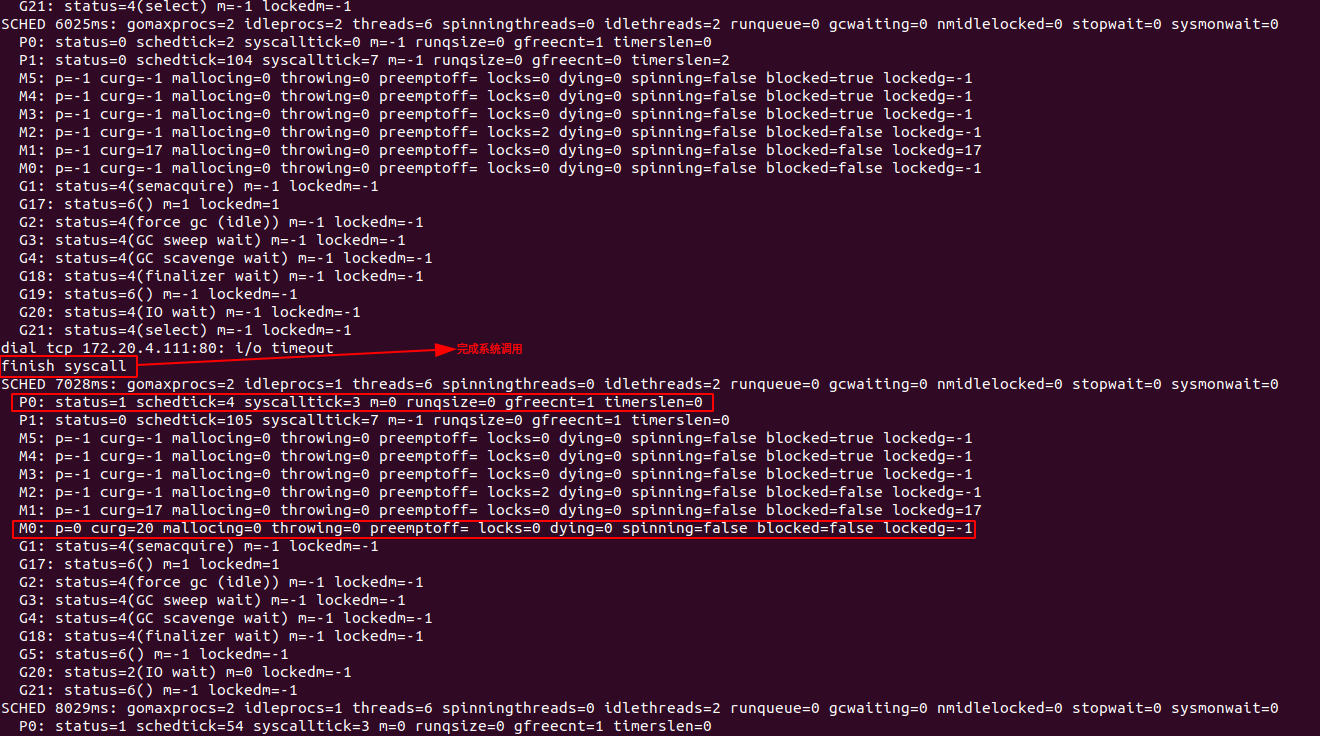 G21: status=4(select) m=-1 lockedm=-1
SCHED 6025ms: gomaxprocs=2 idleprocs=2 threads=6 spinningthreads=0 idlethreads=2 runqueue=0 gcwaiting=0 nmidlelocked=0 stopwait=0 sysmonwait=0
P0: status=0 schedtick=2 syscalltick=0 m=-1 runqsize=0 gfreecnt=1 timerslen=0
P1: status=0 schedtick=104 syscalltick=7 m=-1 runqsize=0 gfreecnt=0 timerslen=2
M5: p=-1 curg=-1 mallocing=0 throwing=0 preemptoff= locks=0 dying=0 spinning=false blocked=true lockedg=-1
M4: p=-1 curg=-1 mallocing=0 throwing=0 preemptoff= locks=0 dying=0 spinning=false blocked=true lockedg=-1
M3: p=-1 curg=-1 mallocing=0 throwing=0 preemptoff= locks=0 dying=0 spinning=false blocked=true lockedg=-1
M2: p=-1 curg=-1 mallocing=0 throwing=0 preemptoff= locks=2 dying=0 spinning=false blocked=false lockedg=-1
M1: p=-1 curg=17 mallocing=0 throwing=0 preemptoff= locks=0 dying=0 spinning=false blocked=false lockedg=17
M0: p=-1 curg=-1 mallocing=0 throwing=0 preemptoff= locks=0 dying=0 spinning=false blocked=false lockedg=-1
G1: status=4(semacquire) m=-1 lockedm=-1
G17: status=6() m=1 lockedm=1
G2: status=4(force gc (idle)) m=-1 lockedm=-1
G3: status=4(GC sweep wait) m=-1 lockedm=-1
G4: status=4(GC scavenge wait) m=-1 lockedm=-1
G18: status=4(finalizer wait) m=-1 lockedm=-1
G19: status=6() m=-1 lockedm=-1
G20: status=4(IO wait) m=-1 lockedm=-1
G21: status=4(select) m=-1 lockedm=-1
dial tcp 172.20.4.111:80: i/o timeout 完成系统调用
finish syscall
SCHED 7028ms: gomaxprocs=2 idleprocs=1 threads=6 spinningthreads=0 idlethreads=2 runqueue=0 gcwaiting=0 nmidlelocked=0 stopwait=0 sysmonwait=0
P0: status=1 schedtick=4 syscalltick=3 m=0 runqsize=0 gfreecnt=1 timerslen=0
P1: status=0 schedtick=105 syscalltick=7 m=-1 runqsize=0 gfreecnt=1 timerslen=0
M5: p=-1 curg=-1 mallocing=0 throwing=0 preemptoff= locks=0 dying=0 spinning=false blocked=true lockedg=-1
M4: p=-1 curg=-1 mallocing=0 throwing=0 preemptoff= locks=0 dying=0 spinning=false blocked=true lockedg=-1
M3: p=-1 curg=-1 mallocing=0 throwing=0 preemptoff= locks=0 dying=0 spinning=false blocked=true lockedg=-1
M2: p=-1 curg=-1 mallocing=0 throwing=0 preemptoff= locks=2 dying=0 spinning=false blocked=false lockedg=-1
M1: p=-1 curg=17 mallocing=0 throwing=0 preemptoff= locks=0 dying=0 spinning=false blocked=false lockedg=17
M0: p=0 curg=20 mallocing=0 throwing=0 preemptoff= locks=0 dying=0 spinning=false blocked=false lockedg=-1
G1: status=4(semacquire) m=-1 lockedm=-1
G17: status=6() m=1 lockedm=1
G2: status=4(force gc (idle)) m=-1 lockedm=-1
G3: status=4(GC sweep wait) m=-1 lockedm=-1
G4: status=4(GC scavenge wait) m=-1 lockedm=-1
G18: status=4(finalizer wait) m=-1 lockedm=-1
G5: status=6() m=-1 lockedm=-1
G20: status=2(IO wait) m=0 lockedm=-1
G21: status=6() m=-1 lockedm=-1
SCHED 8029ms: gomaxprocs=2 idleprocs=1 threads=6 spinningthreads=0 idlethreads=2 runqueue=0 gcwaiting=0 nmidlelocked=0 stopwait=0 sysmonwait=0
P0: status=1 schedtick=54 syscalltick=3 m=0 runqsize=0 gfreecnt=1 timerslen=0